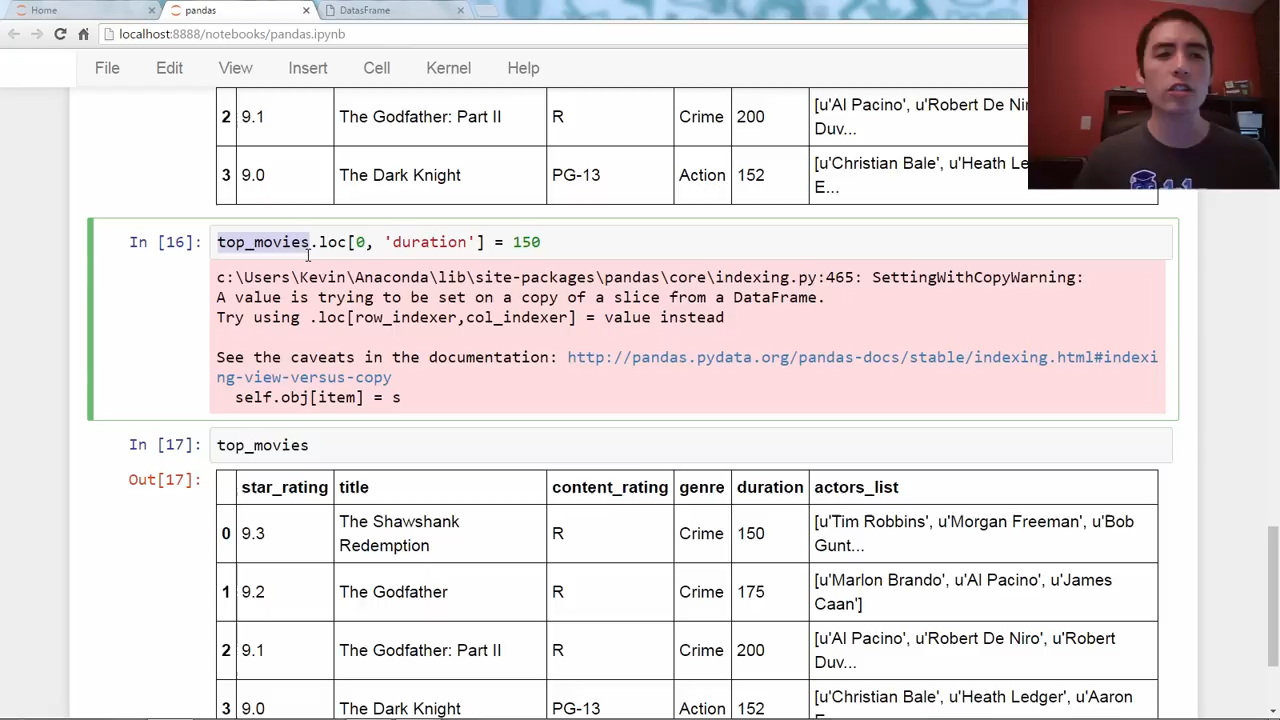 Home
pandas
DatasFrame
localhost:8888/notebooks/pandas.ipynb
File Edit View Insert Cell Kernel Help
2 9.1 The Godfather: Part II R Crime 200 [u'Al Pacino', u'Robert De Nir
Duv...
3 9.0 The Dark Knight PG-13 Action 152 [u'Christian Bale', u'Heath Le
E...
In [16]: top_movies.loc[0, 'duration'] = 150
c:\Users\Kevin\Anaconda\lib\site-packages\pandas\core\indexing.py:465: SettingWithCopyWarning:
A value is trying to be set on a copy of a slice from a DataFrame.
Try using .loc[row_indexer,col_indexer] = value instead
See the caveats in the documentation: http://pandas.pydata.org/pandas-docs/stable/indexing.html#indexi
ng-view-versus-copy
self.obj[item] = s
In [17]: top_movies
Out[17]: star_rating title content_rating genre duration actors_list
0 9.3 The Shawshank
Redemption R Crime 150 [u'Tim Robbins', u'Morgan Freeman', u'Bob
Gunt...
1 9.2 The Godfather R Crime 175 [u'Marlon Brando', u'Al Pacino', u'James
Caan']
2 9.1 The Godfather: Part II R Crime 200 [u'Al Pacino', u'Robert De Niro', u'Robert
Duv...
3 9.0 The Dark Knight PG-13 Action 152 [u'Christian Bale', u'Heath Ledger', u'Aaron